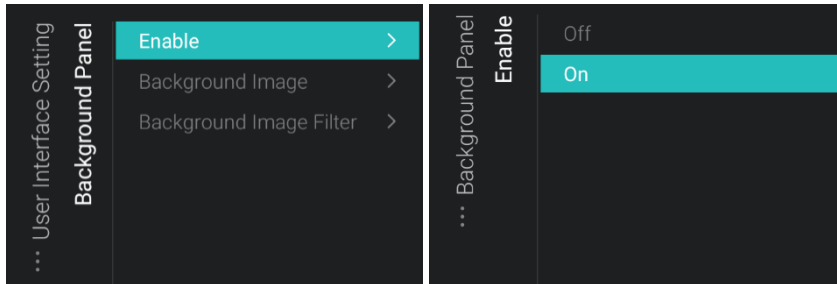 ... User Interface Setting
Background Panel
Enable >
Background Image >
Background Image Filter >
... Background Panel
Enable
Off
On